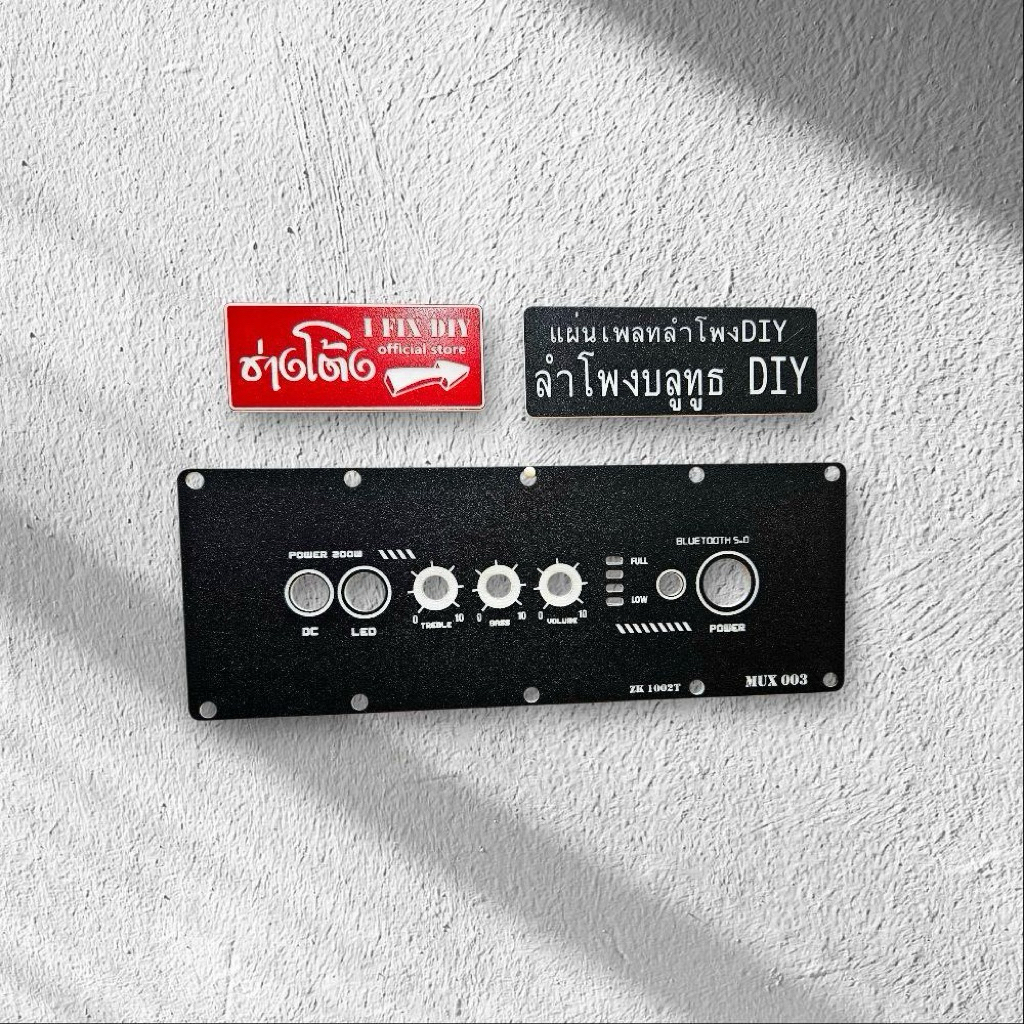 I FIX DIY
official store
ช่างโต้ง
แผ่นเพลทลำโพงDIY
ลำโพงบลูทูธ DIY
POWER 200W
BLUETOOTH 5.0
FULL
LOW
0 TREBLE 10
0 BASS 10
0 VOLUME 10
DC
LED
POWER
ZK 1002T
MUX 003